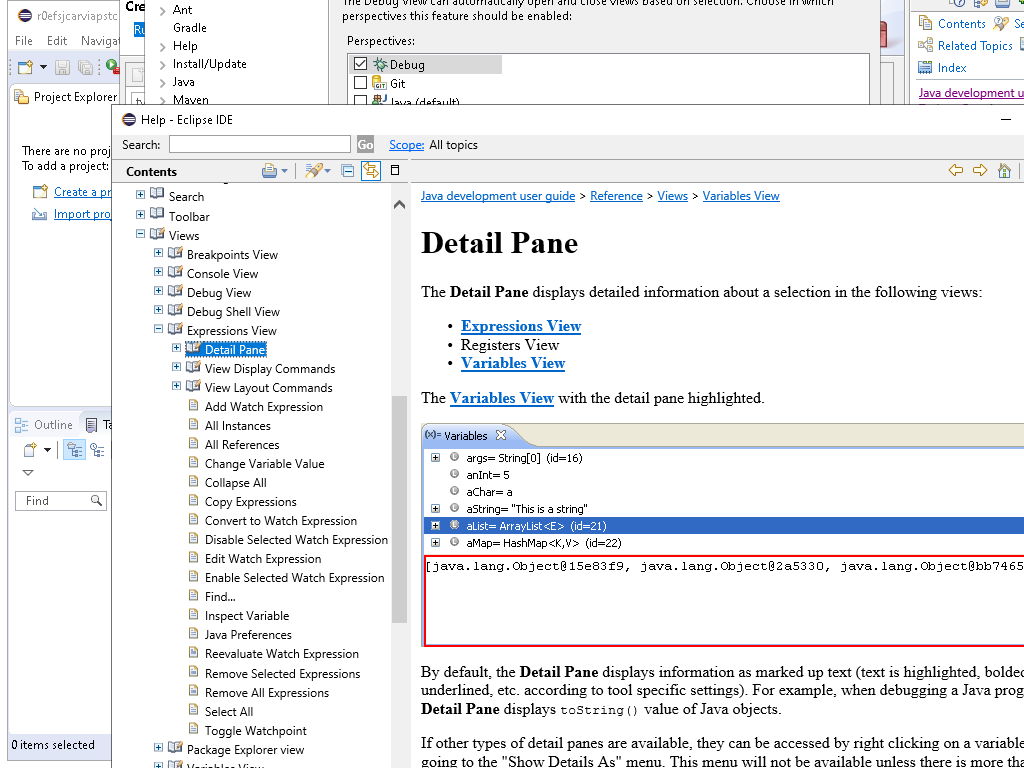 r0efsjcarviapstc
File Edit Navigat
Project Explorer
There are no proj
To add a project:
Create a pr
Import pro
Outline
Find
0 items selected
Cre
Ant
Gradle
Help
Install/Update
Java
Maven
The Debug View can automatically open and close views based on selection. Choose in which
perspectives this feature should be enabled:
Perspectives:
Debug
Git
Java (default)
Contents
Related Topics
Index
Java development u
Help - Eclipse IDE
Search: Go Scope: All topics
Contents
Search
Toolbar
Views
Breakpoints View
Console View
Debug View
Debug Shell View
Expressions View
Detail Pane
View Display Commands
View Layout Commands
Add Watch Expression
All Instances
All References
Change Variable Value
Collapse All
Copy Expressions
Convert to Watch Expression
Disable Selected Watch Expression
Edit Watch Expression
Enable Selected Watch Expression
Find...
Inspect Variable
Java Preferences
Reevaluate Watch Expression
Remove Selected Expressions
Remove All Expressions
Select All
Toggle Watchpoint
Package Explorer view
Variables View
Java development user guide > Reference > Views > Variables View
Detail Pane
The Detail Pane displays detailed information about a selection in the following views:
• Expressions View
• Registers View
• Variables View
The Variables View with the detail pane highlighted.
(x)= Variables
args= String[0] (id=16)
anInt= 5
aChar= a
aString= "This is a string"
aList= ArrayList<E> (id=21)
aMap= HashMap<K,V> (id=22)
[java.lang.Object@15e83f9, java.lang.Object@2a5330, java.lang.Object@bb7465
By default, the Detail Pane displays information as marked up text (text is highlighted, bolded
underlined, etc. according to tool specific settings). For example, when debugging a Java prog
Detail Pane displays toString() value of Java objects.
If other types of detail panes are available, they can be accessed by right clicking on a variable
going to the "Show Details As" menu. This menu will not be available unless there is more tha